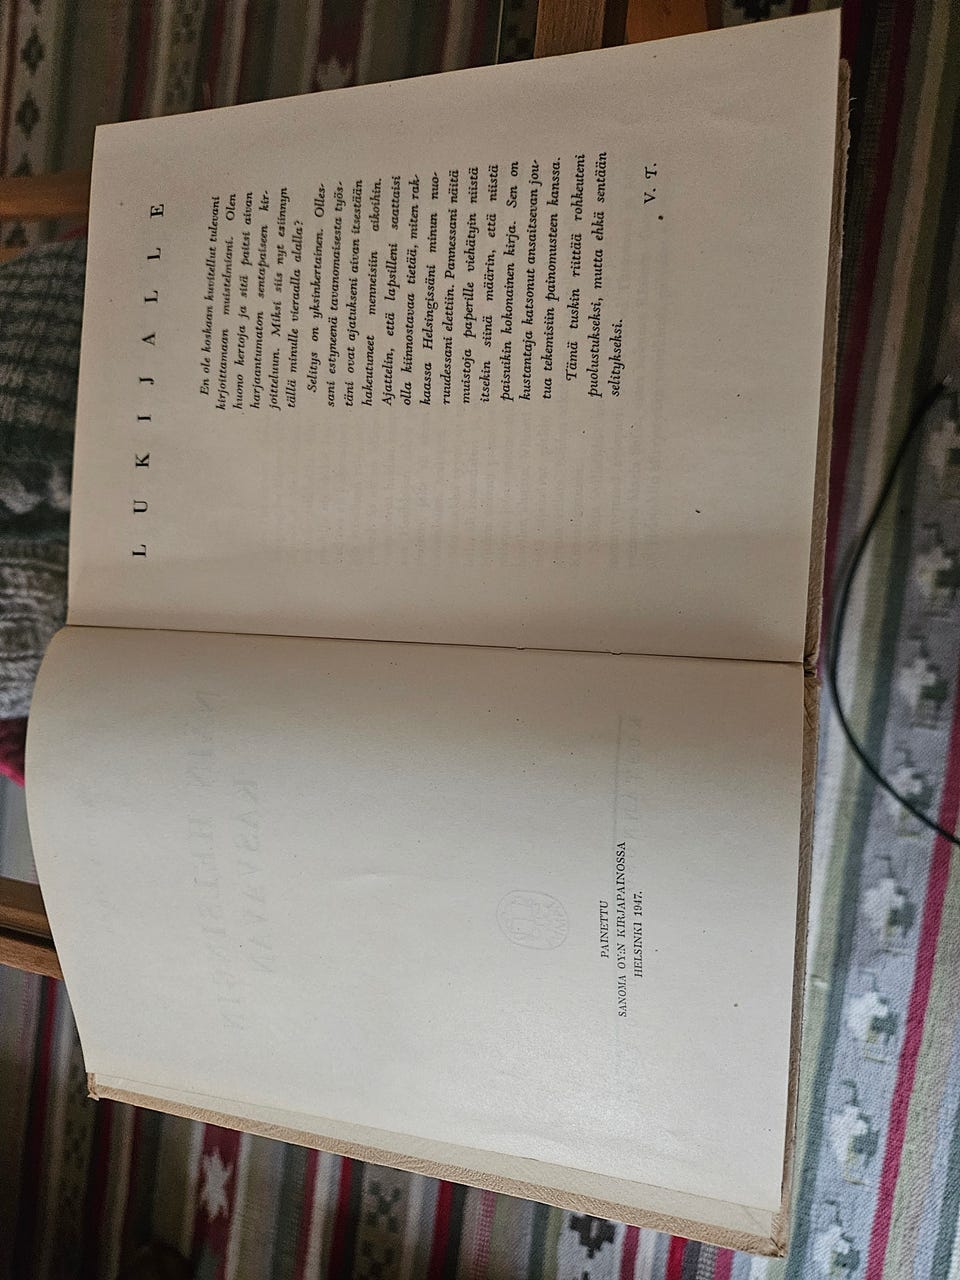 PAINETTU
SANOMA OY:N KIRJAPAINOSSA
HELSINKI 1947.
LUKIJALLE
En ole koskaan kuvitellut tulevani
kirjoittamaan muistelmiani. Olen
huono kertoja ja sitä paitsi aivan
harjaantumaton sentapaiseen kir-
joitteluun. Miksi siis nyt esiinnyn
tällä minulle vieraalla alalla?
Selitys on yksinkertainen. Olles-
sani estyneenä tavanomaisesta työs-
täni ovat ajatukseni aivan itsestään
hakeutuneet menneisiin aikoihin.
Ajattelin, että lapsilleni saattaisi
olla kiinnostavaa tietää, miten rak-
kaassa Helsingissäni minun nuo-
ruudessani elettiin. Pannessani näitä
muistoja paperille viehätyin niistä
itsekin siinä määrin, että niistä
paisuikin kokonainen kirja. Sen on
kustantaja katsonut ansaitsevan jou-
tua tekemisiin painomusteen kanssa.
Tämä tuskin riittää rohkeuteni
puolustukseksi, mutta ehkä sentään
selitykseksi.
V. T.